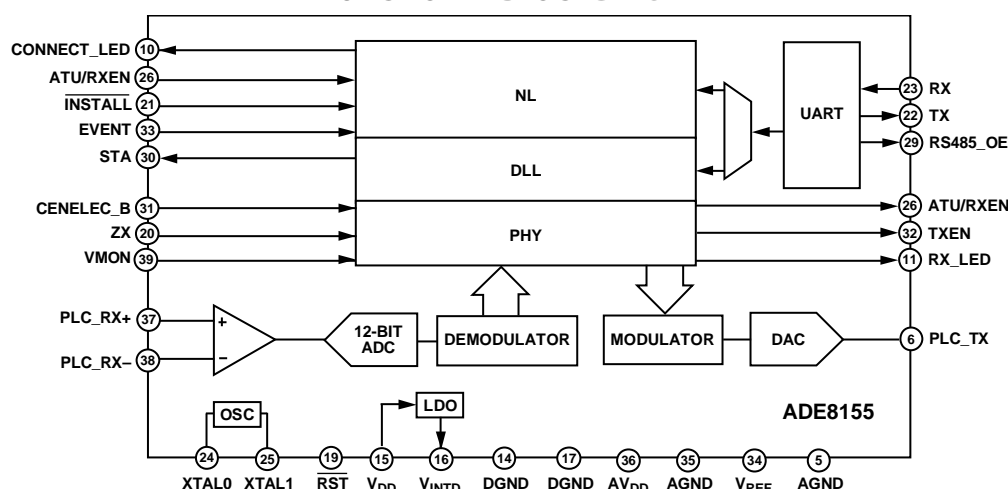 CONNECT_LED 10
ATU/RXEN 26
INSTALL 21
EVENT 33
STA 30
CENELEC_B 31
ZX 20
VMON 39
PLC_RX+ 37
PLC_RX– 38
NL
DLL
PHY
UART
23 RX
22 TX
29 RS485_OE
26 ATU/RXEN
32 TXEN
11 RX_LED
+
–
12-BIT
ADC
DEMODULATOR
MODULATOR
DAC
6 PLC_TX
OSC
LDO
ADE8155
24 25 19 15 16 14 17 36 35 34 5
XTAL0 XTAL1 RST VDD VINTD DGND DGND AVDD AGND VREF AGND